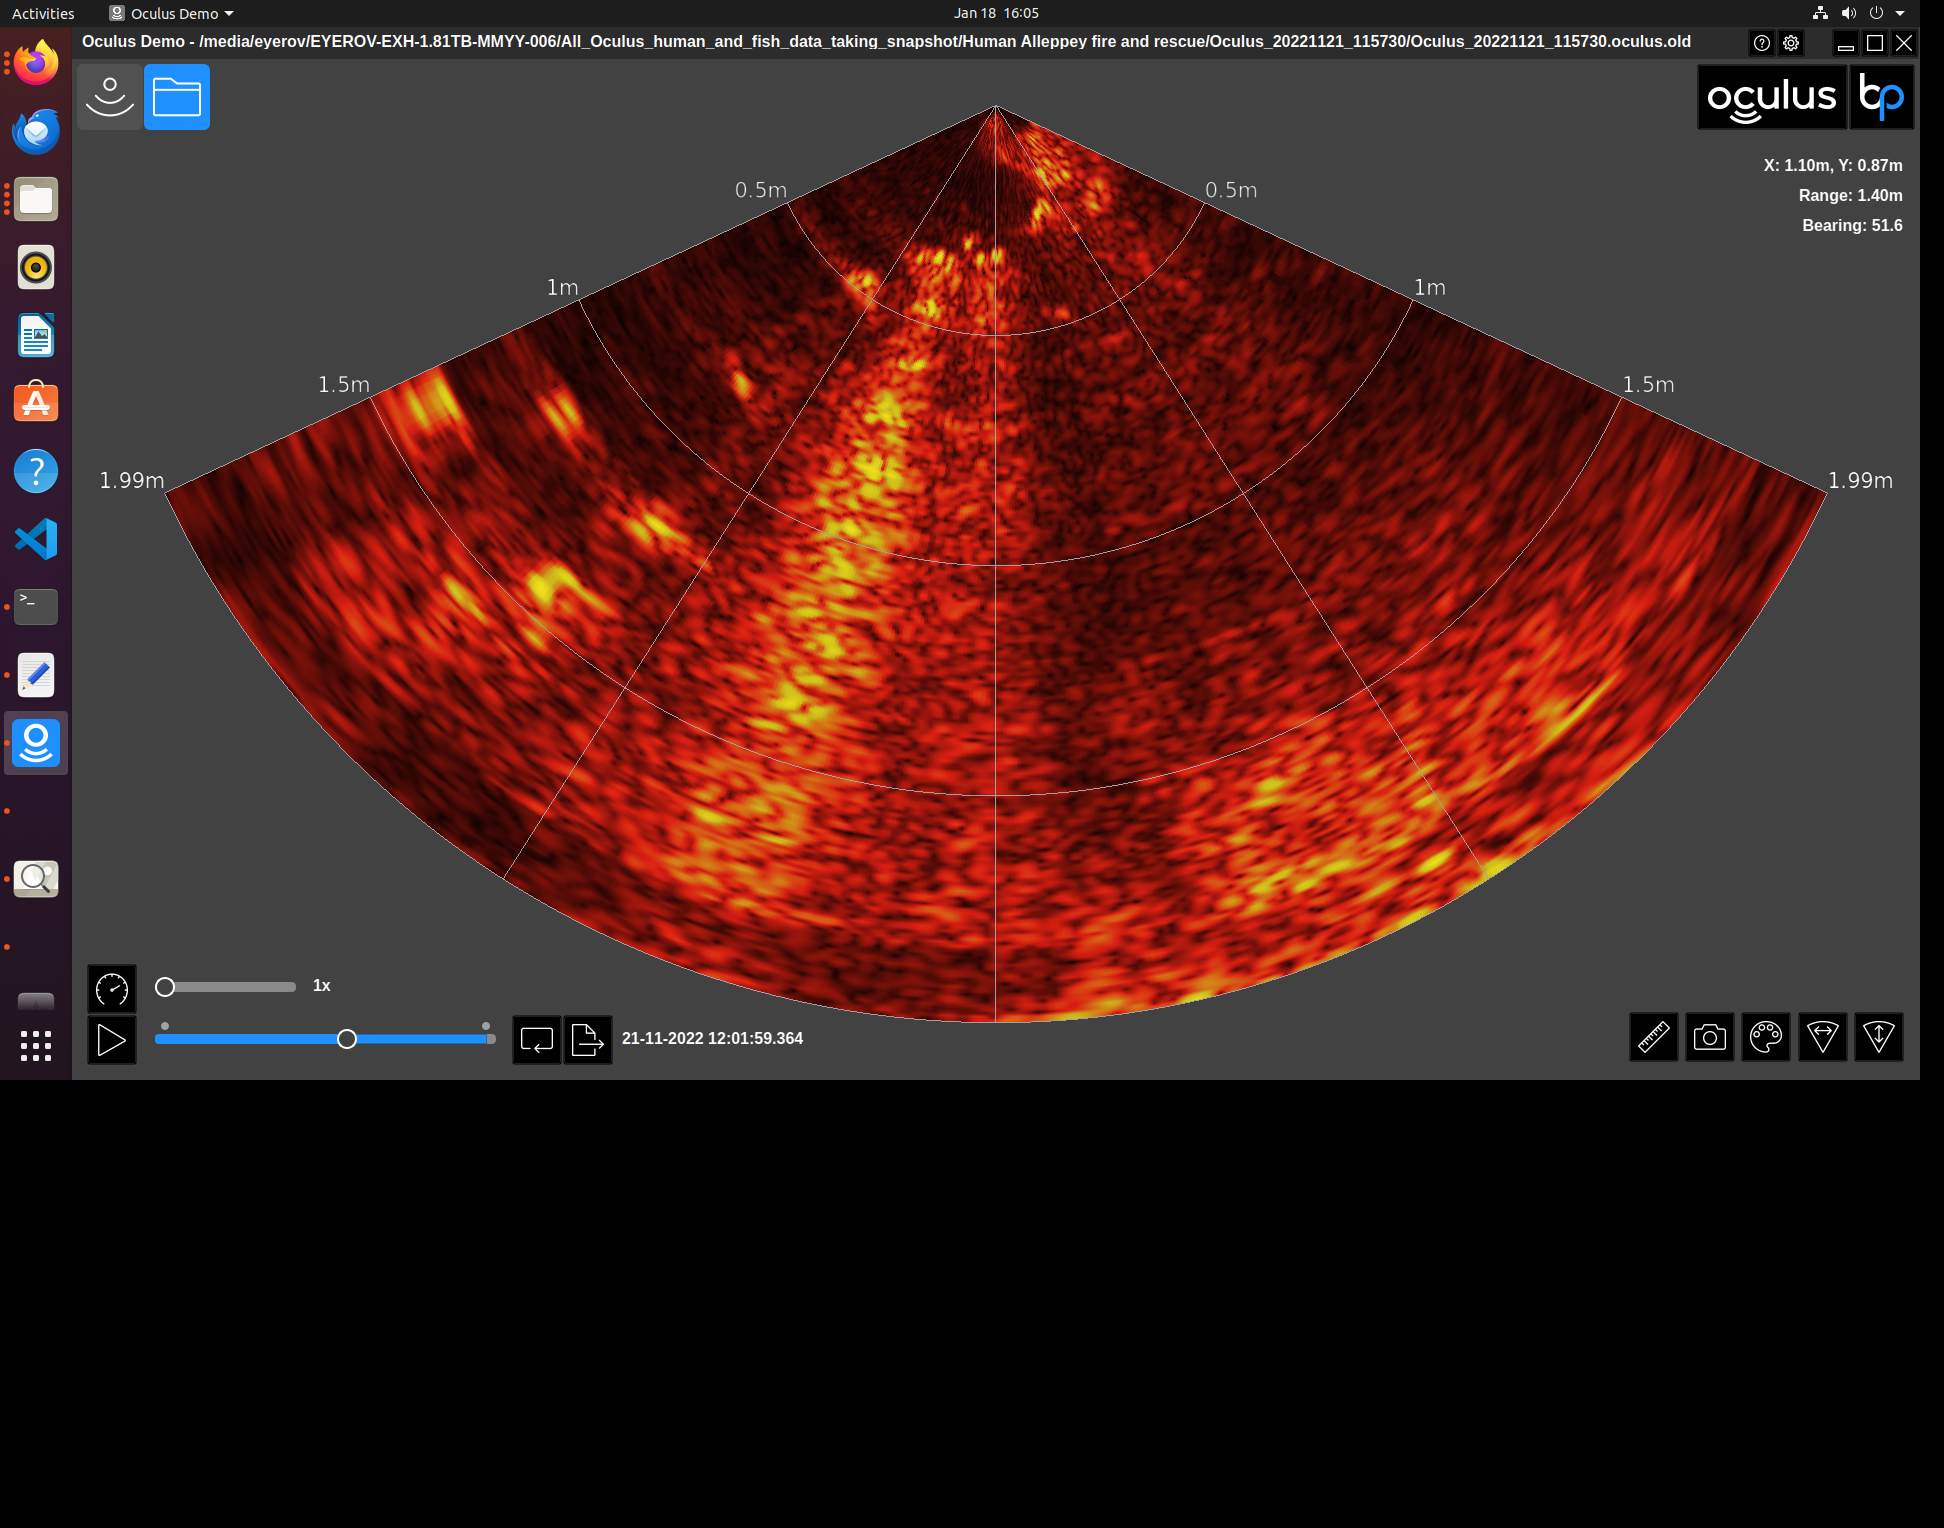 Activities
Oculus Demo
Jan 18 16:05
Oculus Demo - /media/eyerov/EYEROV-EXH-1.81TB-MMYY-006/All_Oculus_human_and_fish_data_taking_snapshot/Human Alleppey fire and rescue/Oculus_20221121_115730/Oculus_20221121_115730.oculus.old
oculus bp
X: 1.10m, Y: 0.87m
Range: 1.40m
Bearing: 51.6
0.5m 0.5m
1m 1m
1.5m 1.5m
1.99m 1.99m
1x
21-11-2022 12:01:59.364